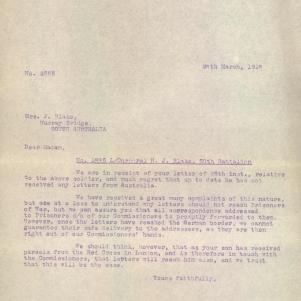 28th March, 1918
No. 4655
Mrs. J. Blake,
Murray Bridge,
SOUTH AUSTRALIA
Dear Madam,
No. 1665 L/Corporal H. J. Blake, 50th Battalion
We are in receipt of your letter of 25th inst., relative
to the above soldier, and much regret that up to date he has not
received any letters from Australia.
We have received a great many complaints of this nature,
but are at a loss to understand why letters should not reach Prisoners
of War, but we can assure you that all correspondence addressed
to Prisoners c/o of our Commissioners is promptly forwarded to them.
However, once the letters have reached the German border, we cannot
guarantee their safe delivery to the addresses, as they are then
right out of our Commissioners' hands.
We should think, however, that as your son has received
parcels from the Red Cross in London, and is therefore in touch with
the Commissioners, that letters will reach him also, and we trust
that this will be the case.
Yours faithfully,